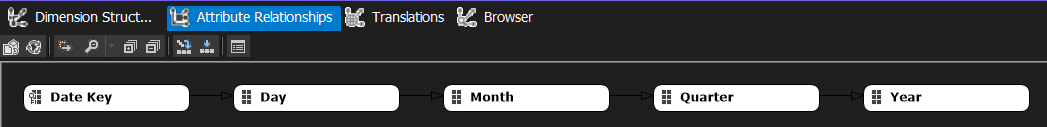 Dimension Struct... Attribute Relationships Translations Browser
Date Key Day Month Quarter Year